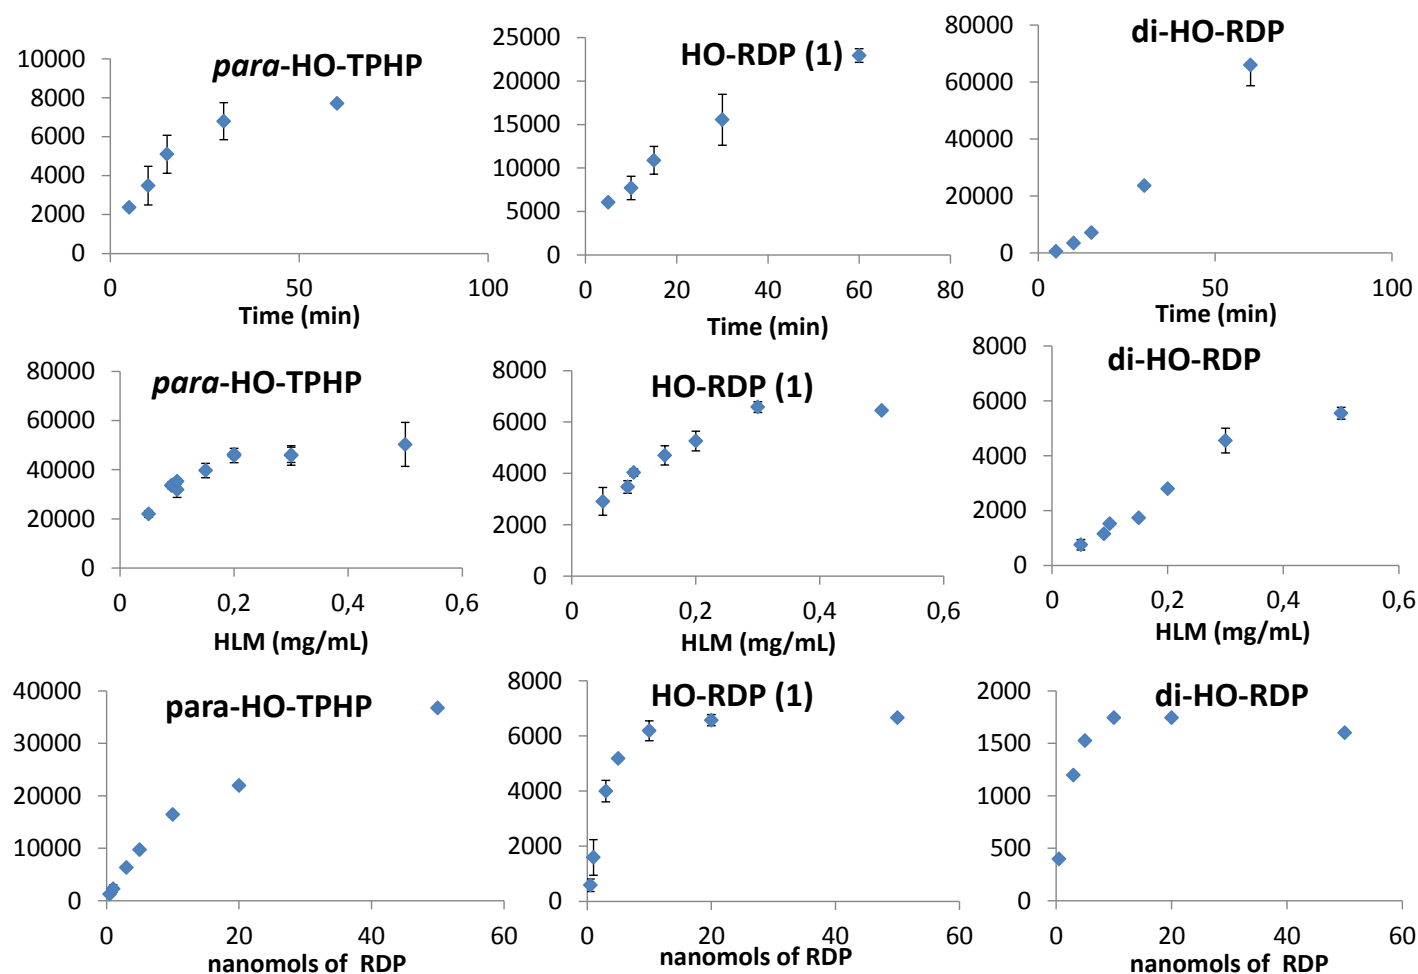 para-HO-TPHP
10000
8000
6000
4000
2000
0
0 50 100
Time (min)
HO-RDP (1)
25000
20000
15000
10000
5000
0
0 20 40 60 80
Time (min)
di-HO-RDP
80000
60000
40000
20000
0
0 50 100
Time (min)
para-HO-TPHP
80000
60000
40000
20000
0
0 0,2 0,4 0,6
HLM (mg/mL)
HO-RDP (1)
8000
6000
4000
2000
0
0 0,2 0,4 0,6
HLM (mg/mL)
di-HO-RDP
8000
6000
4000
2000
0
0 0,2 0,4 0,6
HLM (mg/mL)
para-HO-TPHP
40000
30000
20000
10000
0
0 20 40 60
nanomols of RDP
HO-RDP (1)
8000
6000
4000
2000
0
0 20 40 60
nanomols of RDP
di-HO-RDP
2000
1500
1000
500
0
0 20 40 60
nanomols of RDP